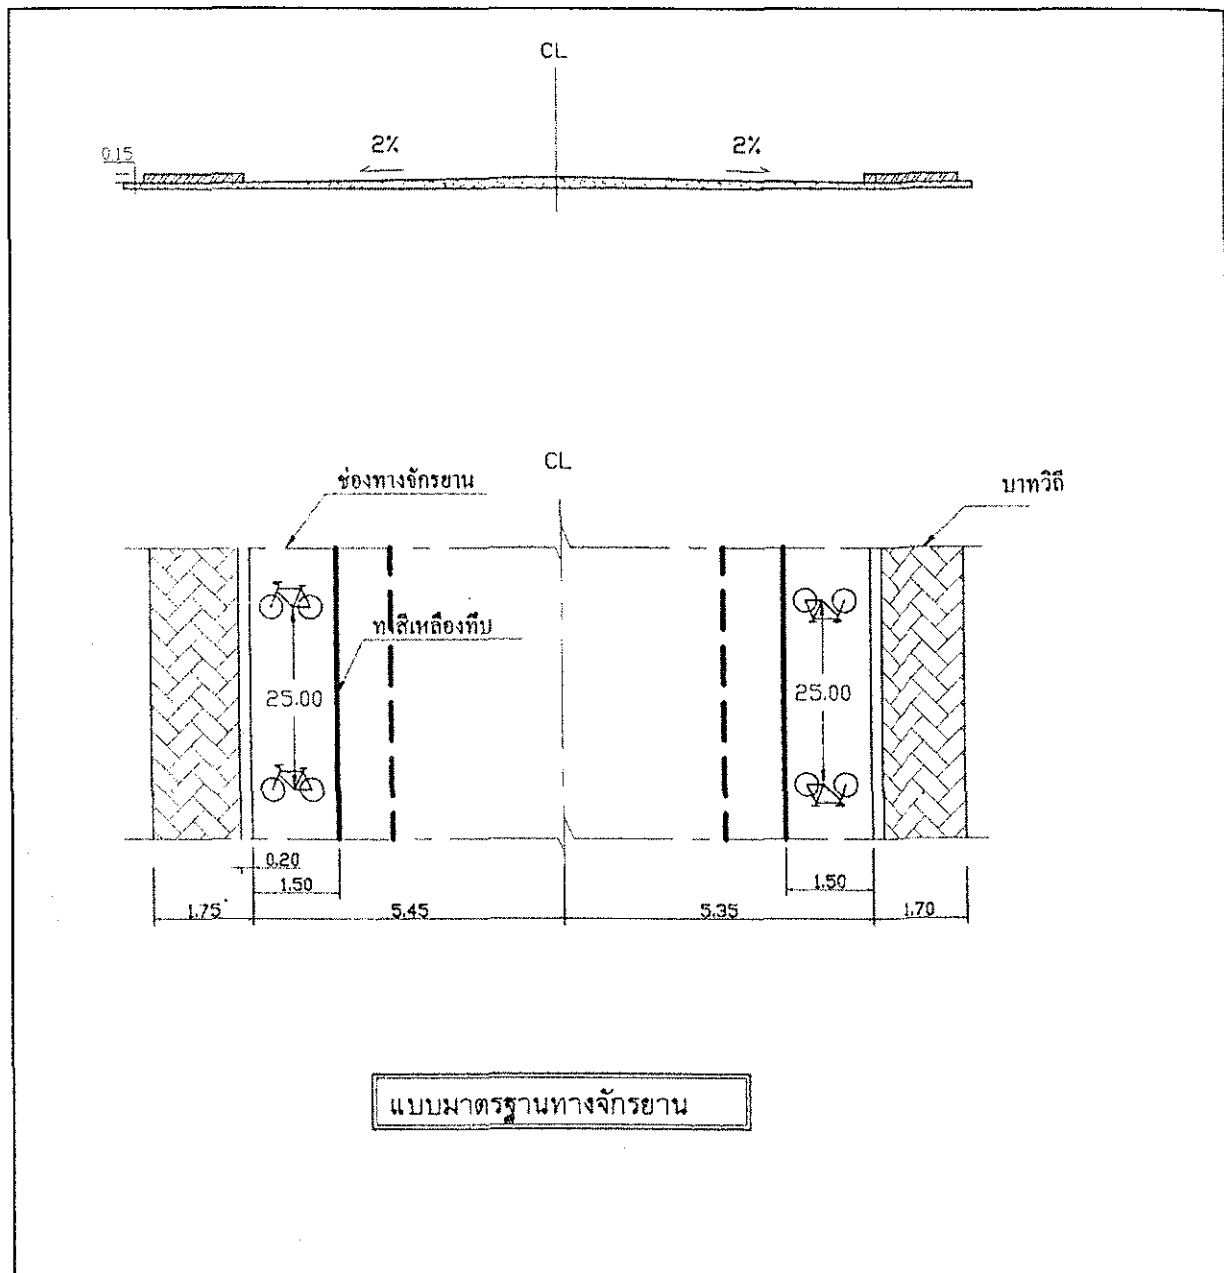 CL
2% 2%
0.15
CL
ช่องทางจักรยาน
บาทวิถี
ทาสีเหลืองทึบ
25.00 25.00
0.20
1.50 1.50
1.75 5.45 5.35 1.70
แบบมาตรฐานทางจักรยาน